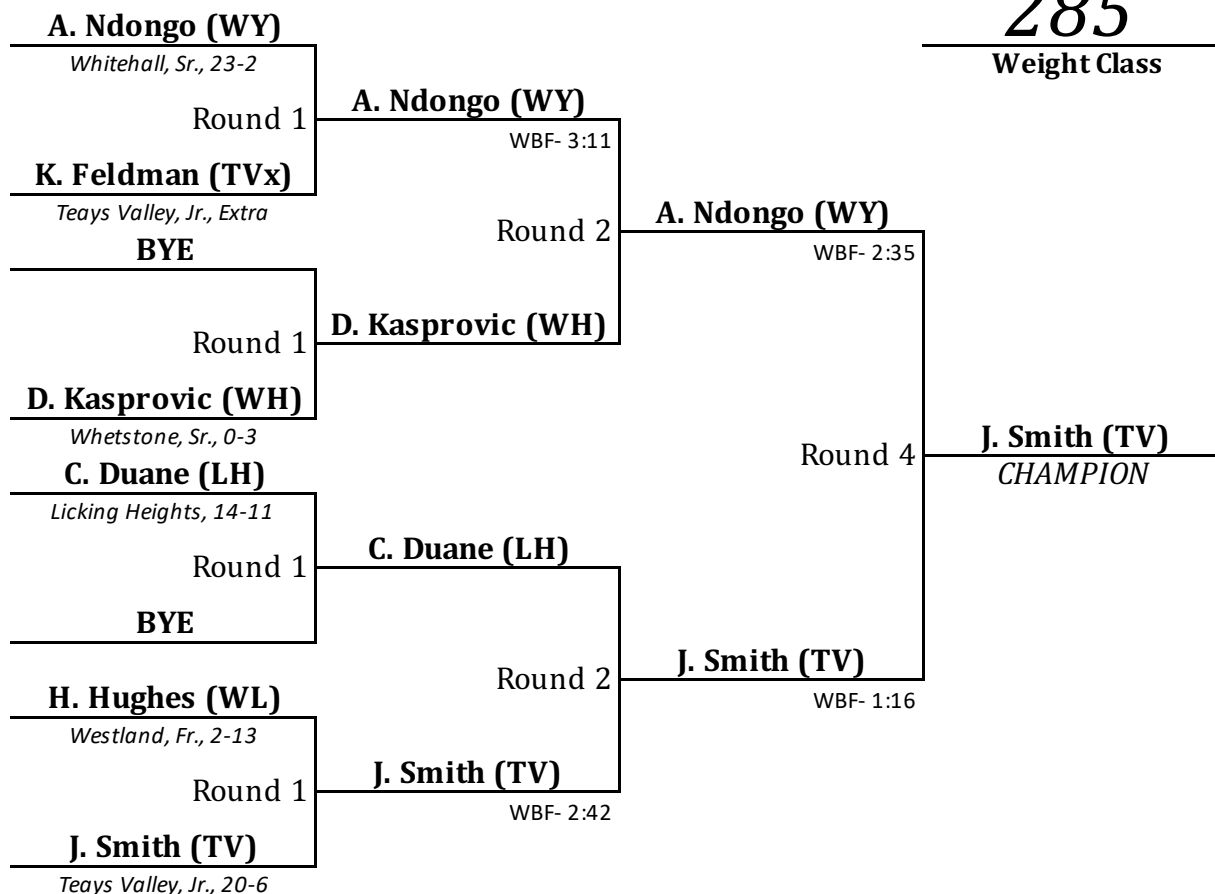 285
Weight Class
A. Ndongo (WY)
Whitehall, Sr., 23-2
Round 1
K. Feldman (TVx)
Teays Valley, Jr., Extra
BYE
Round 1
D. Kasprovic (WH)
Whetstone, Sr., 0-3
C. Duane (LH)
Licking Heights, 14-11
Round 1
BYE
H. Hughes (WL)
Westland, Fr., 2-13
Round 1
J. Smith (TV)
Teays Valley, Jr., 20-6
A. Ndongo (WY)
WBF- 3:11
Round 2
D. Kasprovic (WH)
C. Duane (LH)
Round 2
J. Smith (TV)
WBF- 2:42
A. Ndongo (WY)
WBF- 2:35
Round 4
J. Smith (TV)
WBF- 1:16
J. Smith (TV)
CHAMPION